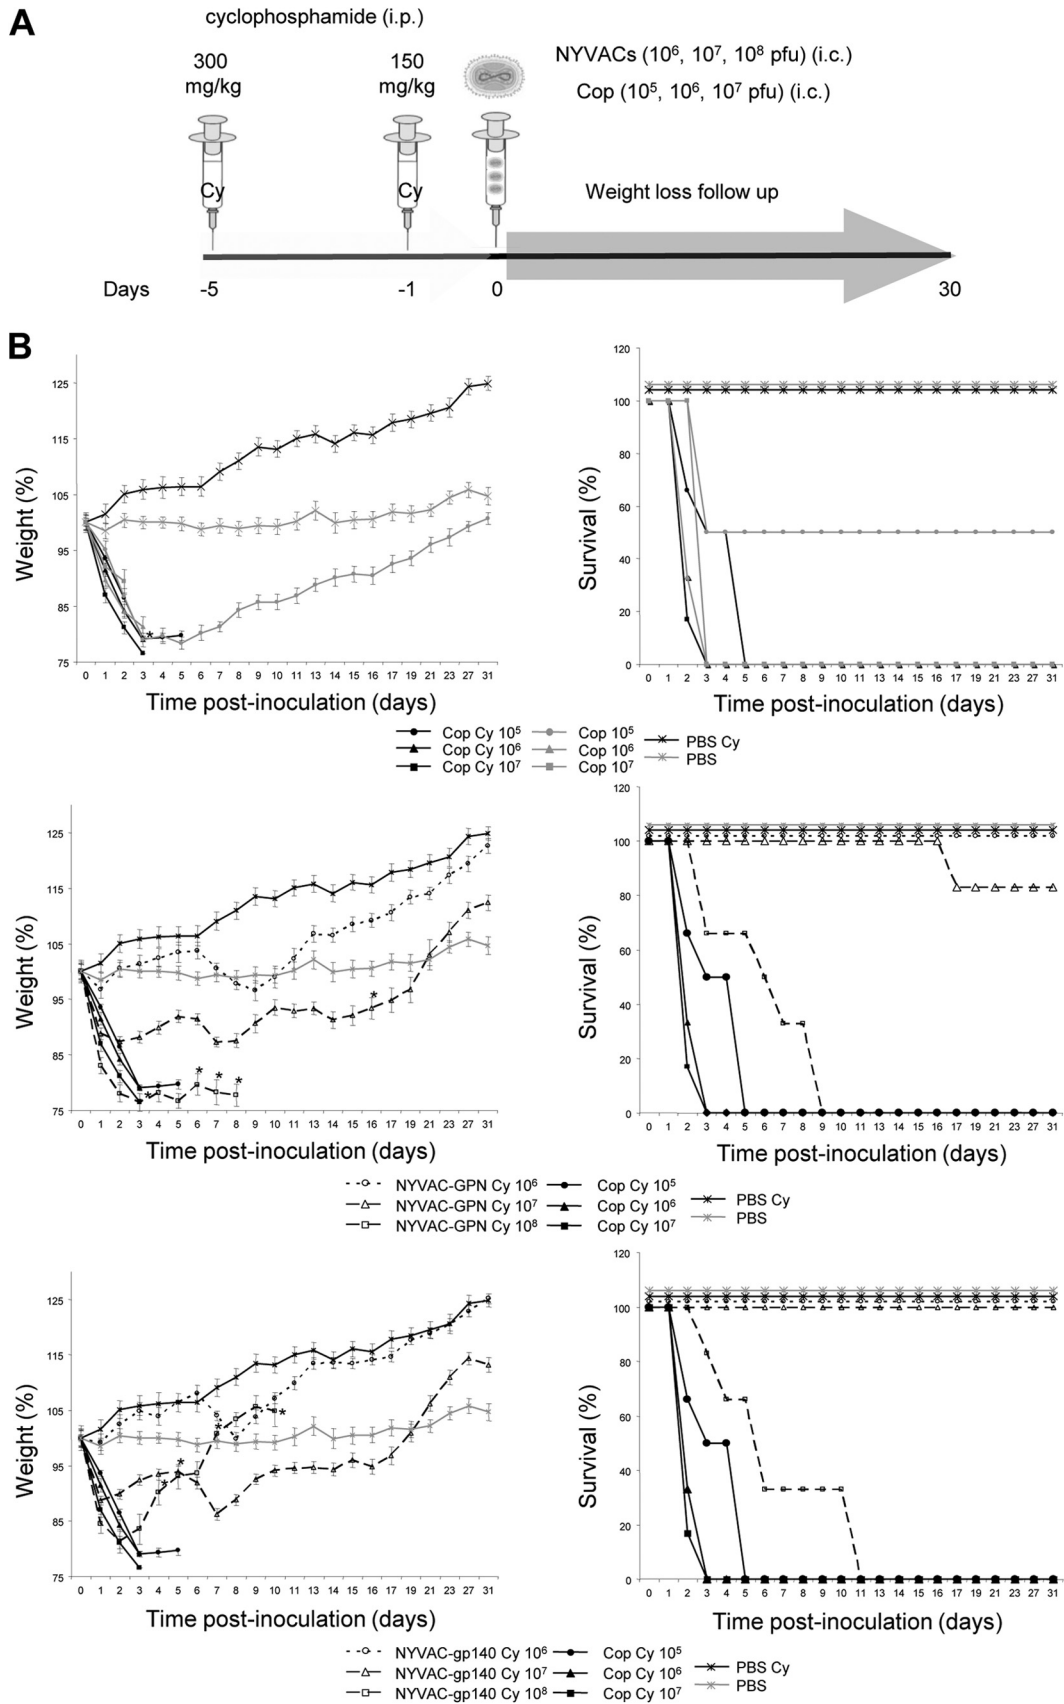 A
cyclophosphamide (i.p.)
300
mg/kg
150
mg/kg
NYVACs (10⁶, 10⁷, 10⁸ pfu) (i.c.)
Cop (10⁵, 10⁶, 10⁷ pfu) (i.c.)
Cy
Cy
Weight loss follow up
Days
-5
-1
0
30
B
Weight (%)
125
115
105
95
85
75
*
0 1 2 3 4 5 6 7 8 9 10 11 13 14 15 16 17 19 21 23 27 31
Time post-inoculation (days)
Survival (%)
120
100
80
60
40
20
0
0 1 2 3 4 5 6 7 8 9 10 11 13 14 15 16 17 19 21 23 27 31
Time post-inoculation (days)
Cop Cy 10⁵
Cop Cy 10⁶
Cop Cy 10⁷
Cop 10⁵
Cop 10⁶
Cop 10⁷
PBS Cy
PBS
Weight (%)
125
115
105
95
85
75
* * * * *
0 1 2 3 4 5 6 7 8 9 10 11 13 14 15 16 17 19 21 23 27 31
Time post-inoculation (days)
Survival (%)
120
100
80
60
40
20
0
0 1 2 3 4 5 6 7 8 9 10 11 13 14 15 16 17 19 21 23 27 31
Time post-inoculation (days)
NYVAC-GPN Cy 10⁶
NYVAC-GPN Cy 10⁷
NYVAC-GPN Cy 10⁸
Cop Cy 10⁵
Cop Cy 10⁶
Cop Cy 10⁷
PBS Cy
PBS
Weight (%)
125
115
105
95
85
75
* * * *
0 1 2 3 4 5 6 7 8 9 10 11 13 14 15 16 17 19 21 23 27 31
Time post-inoculation (days)
Survival (%)
120
100
80
60
40
20
0
0 1 2 3 4 5 6 7 8 9 10 11 13 14 15 16 17 19 21 23 27 31
Time post-inoculation (days)
NYVAC-gp140 Cy 10⁶
NYVAC-gp140 Cy 10⁷
NYVAC-gp140 Cy 10⁸
Cop Cy 10⁵
Cop Cy 10⁶
Cop Cy 10⁷
PBS Cy
PBS